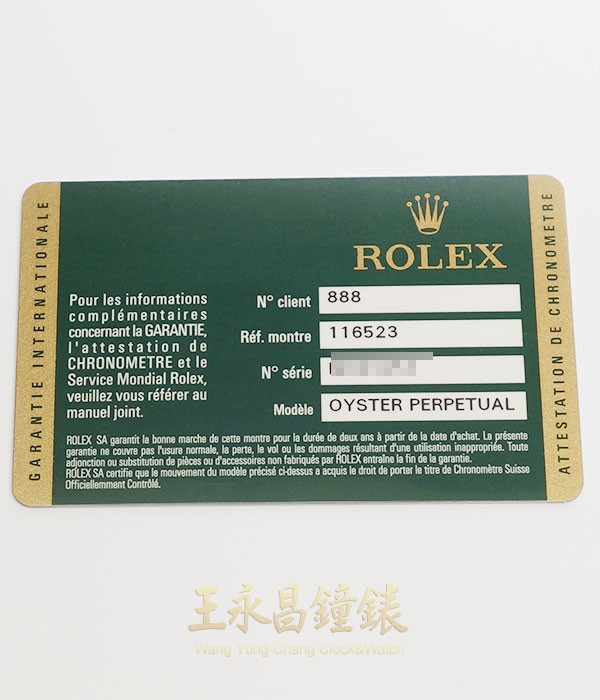 GARANTIE INTERNATIONALE
ROLEX
Pour les informations
complémentaires
concernant la GARANTIE,
l'attestation de
CHRONOMETRE et le
Service Mondial Rolex,
veuillez vous référer au
manuel joint.
N° client 888
Réf. montre 116523
N° série
Modèle OYSTER PERPETUAL
ROLEX SA garantit la bonne marche de cette montre pour la durée de deux ans à partir de la date d'achat. La présente
garantie ne couvre pas l'usure normale, la perte, le vol ou les dommages résultant d'une utilisation inappropriée. Toute
adjonction ou substitution de pièces ou d'accessoires non fabriqués par ROLEX entraîne la fin de la garantie.
ROLEX SA certifie que le mouvement du modèle précisé ci-dessus a acquis le droit de porter le titre de Chronomètre Suisse
Officiellemment Contrôlé.
ATTESTATION DE CHRONOMETRE
王永昌鐘錶
Wang Yung-Chang Clock&Watch